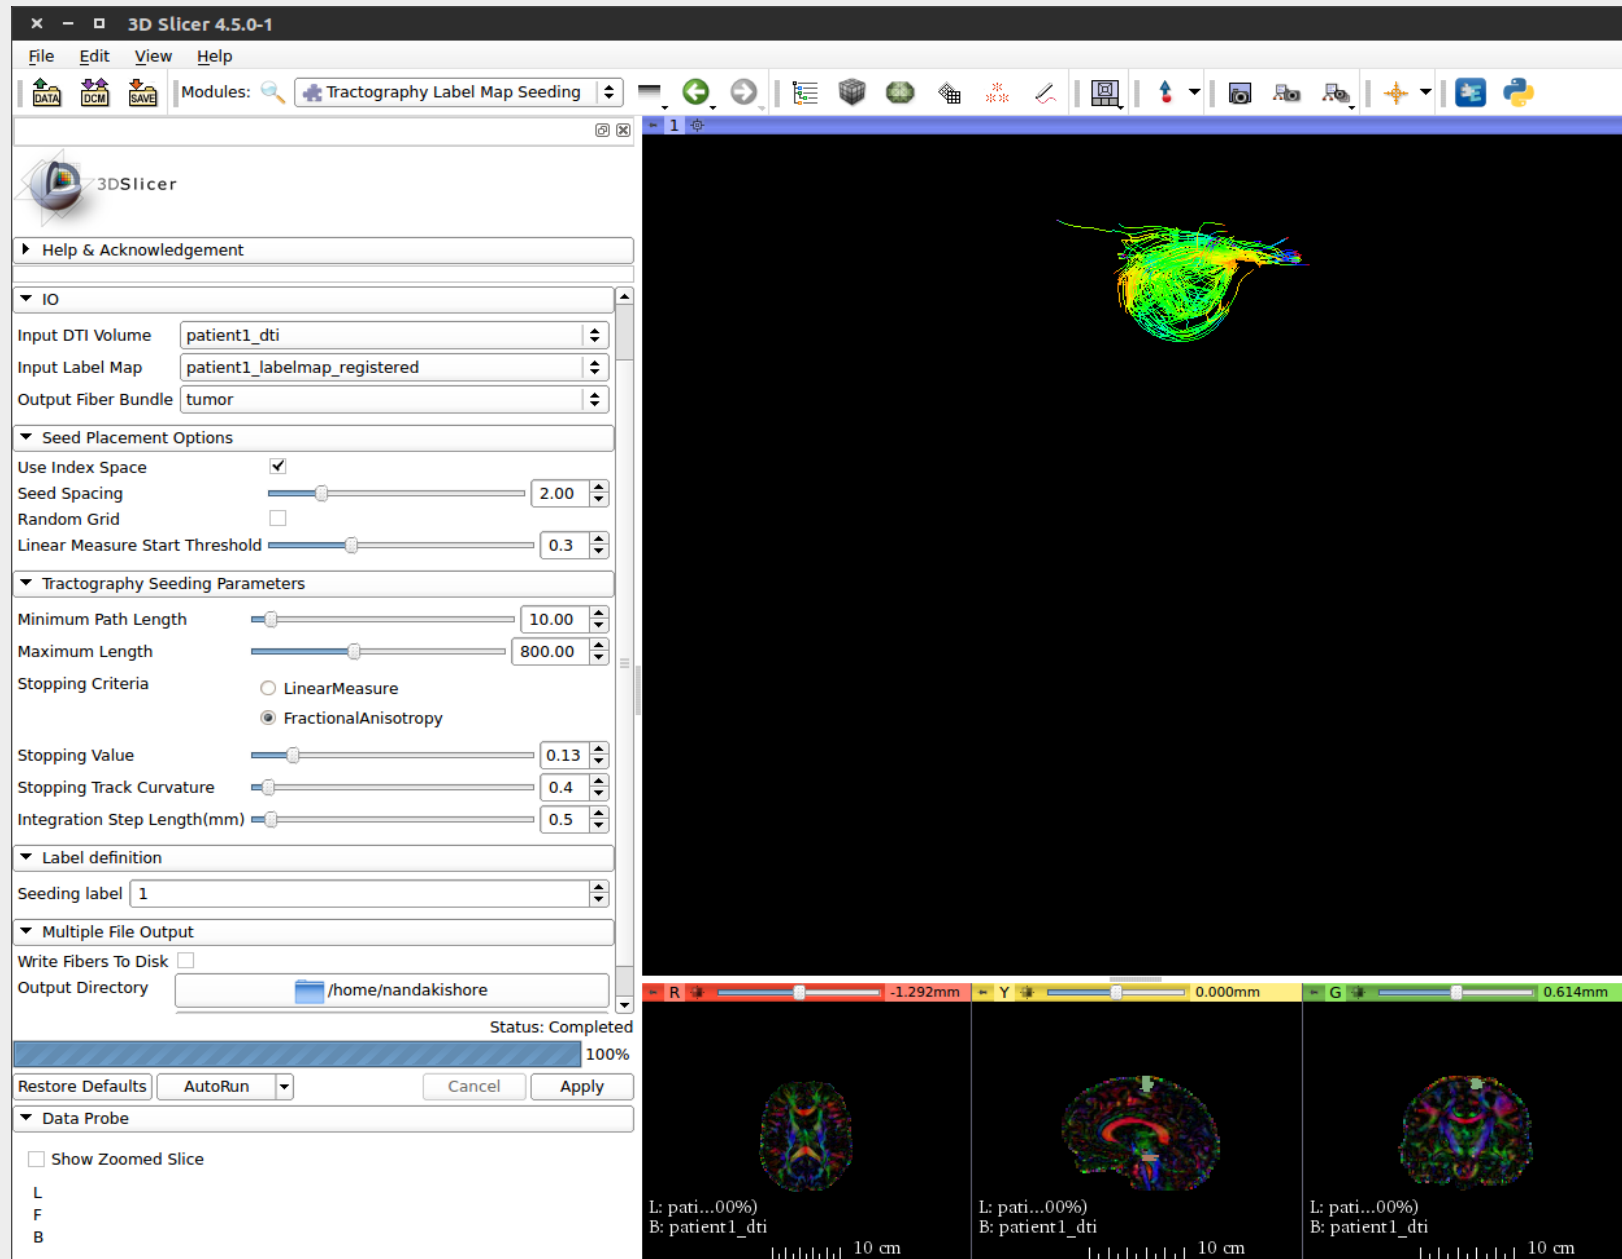 3D Slicer 4.5.0-1
File Edit View Help
DATA DCM SAVE Modules: Tractography Label Map Seeding
1
3DSlicer
Help & Acknowledgement
IO
Input DTI Volume patient1_dti
Input Label Map patient1_labelmap_registered
Output Fiber Bundle tumor
Seed Placement Options
Use Index Space
Seed Spacing 2.00
Random Grid
Linear Measure Start Threshold 0.3
Tractography Seeding Parameters
Minimum Path Length 10.00
Maximum Length 800.00
Stopping Criteria LinearMeasure
FractionalAnisotropy
Stopping Value 0.13
Stopping Track Curvature 0.4
Integration Step Length(mm) 0.5
Label definition
Seeding label 1
Multiple File Output
Write Fibers To Disk
Output Directory /home/nandakishore
Status: Completed
100%
Restore Defaults AutoRun Cancel Apply
Data Probe
Show Zoomed Slice
L
F
B
R -1.292mm Y 0.000mm G 0.614mm
L: pati...00%) L: pati...00%) L: pati...00%)
B: patient1_dti B: patient1_dti B: patient1_dti
10 cm 10 cm 10 cm